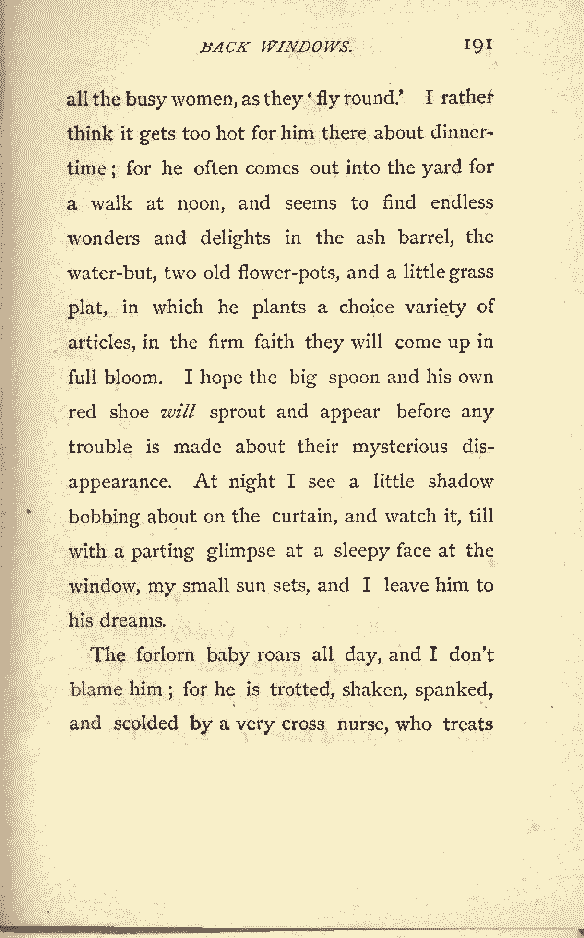 BACK WINDOWS. 191
all the busy women, as they ‘fly round.’ I rather
think it gets too hot for him there about dinner-
time; for he often comes out into the yard for
a walk at noon, and seems to find endless
wonders and delights in the ash barrel, the
water-but, two old flower-pots, and a little grass
plat, in which he plants a choice variety of
articles, in the firm faith they will come up in
full bloom. I hope the big spoon and his own
red shoe will sprout and appear before any
trouble is made about their mysterious dis-
appearance. At night I see a little shadow
bobbing about on the curtain, and watch it, till
with a parting glimpse at a sleepy face at the
window, my small sun sets, and I leave him to
his dreams.
The forlorn baby roars all day, and I don't
blame him; for he is trotted, shaken, spanked,
and scolded by a very cross nurse, who treats